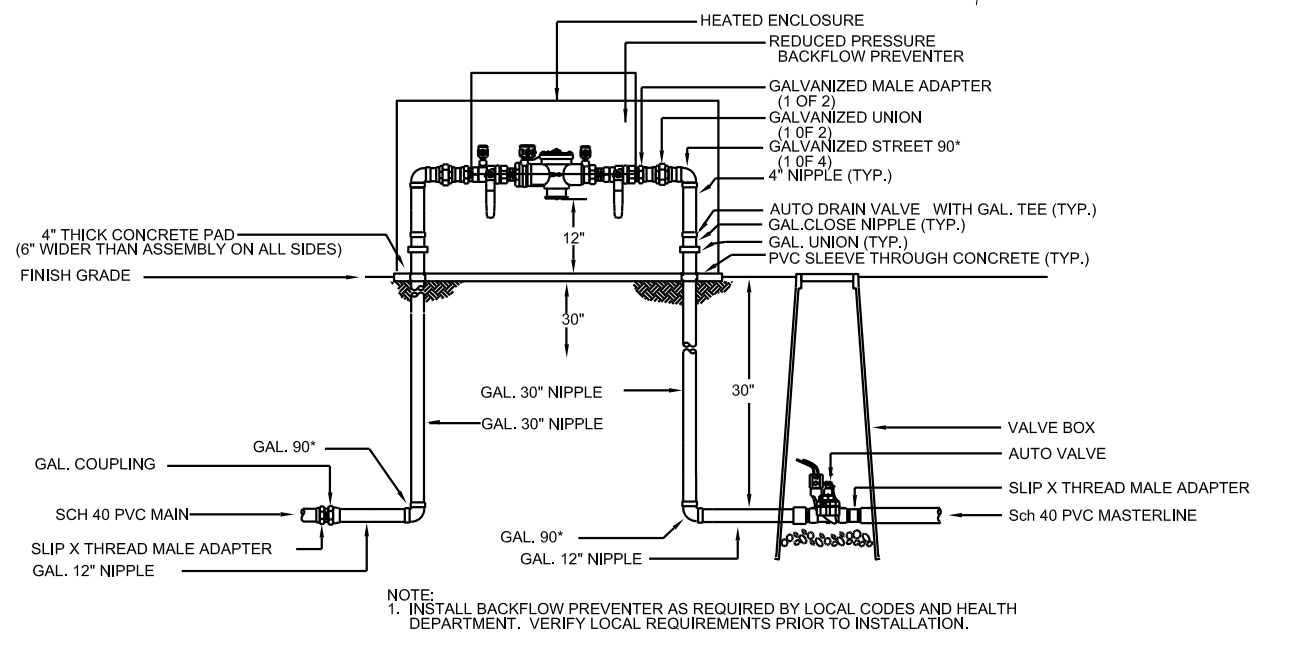 HEATED ENCLOSURE
REDUCED PRESSURE
BACKFLOW PREVENTER
GALVANIZED MALE ADAPTER
(1 OF 2)
GALVANIZED UNION
(1 0F 2)
GALVANIZED STREET 90*
(1 0F 4)
4" NIPPLE (TYP.)
AUTO DRAIN VALVE WITH GAL. TEE (TYP.)
GAL.CLOSE NIPPLE (TYP.)
GAL. UNION (TYP.)
PVC SLEEVE THROUGH CONCRETE (TYP.)
4" THICK CONCRETE PAD
(6" WIDER THAN ASSEMBLY ON ALL SIDES)
FINISH GRADE
12"
30"
30"
GAL. 30" NIPPLE
GAL. 30" NIPPLE
GAL. 90*
GAL. COUPLING
SCH 40 PVC MAIN
SLIP X THREAD MALE ADAPTER
GAL. 12" NIPPLE
GAL. 90*
GAL. 12" NIPPLE
VALVE BOX
AUTO VALVE
SLIP X THREAD MALE ADAPTER
Sch 40 PVC MASTERLINE
NOTE:
1. INSTALL BACKFLOW PREVENTER AS REQUIRED BY LOCAL CODES AND HEALTH
DEPARTMENT. VERIFY LOCAL REQUIREMENTS PRIOR TO INSTALLATION.